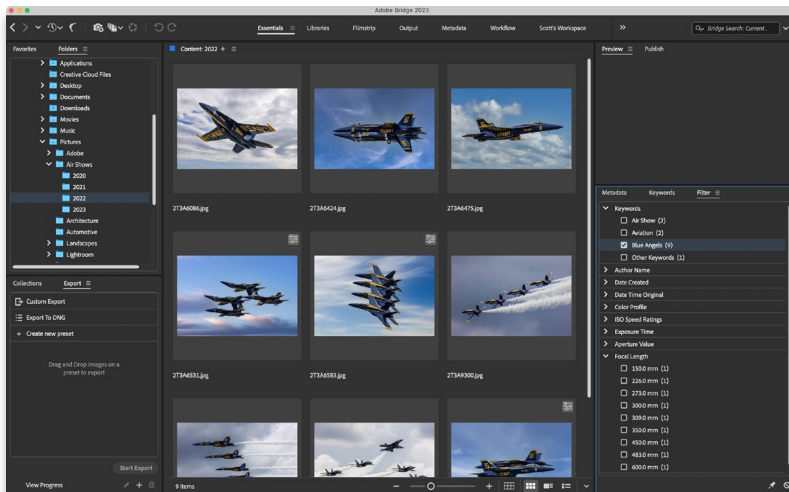 Adobe Bridge 2023
Essentials
Libraries
Filmstrip
Output
Metadata
Workflow
Scott's Workspace
Bridge Search: Current..
Favorites
Folders
Applications
Creative Cloud Files
Desktop
Documents
Downloads
Movies
Music
Pictures
Adobe
Air Shows
2020
2021
2022
2023
Architecture
Automotive
Landscapes
Lightroom
Collections
Export
Custom Export
Export To DNG
+ Create new preset
Drag and Drop images on a
preset to export
Start Export
View Progress
Content: 2022
2T3A6086.jpg
2T3A6424.jpg
2T3A6475.jpg
2T3A6531.jpg
2T3A6583.jpg
2T3A9300.jpg
9 items
Preview
Publish
Metadata
Keywords
Filter
Keywords
Air Show (2)
Aviation (2)
Blue Angels (9)
Other Keywords (1)
Author Name
Date Created
Date Time Original
Color Profile
ISO Speed Ratings
Exposure Time
Aperture Value
Focal Length
150.0 mm (1)
226.0 mm (1)
273.0 mm (1)
300.0 mm (1)
309.0 mm (1)
350.0 mm (1)
450.0 mm (1)
483.0 mm (1)
600.0 mm (1)